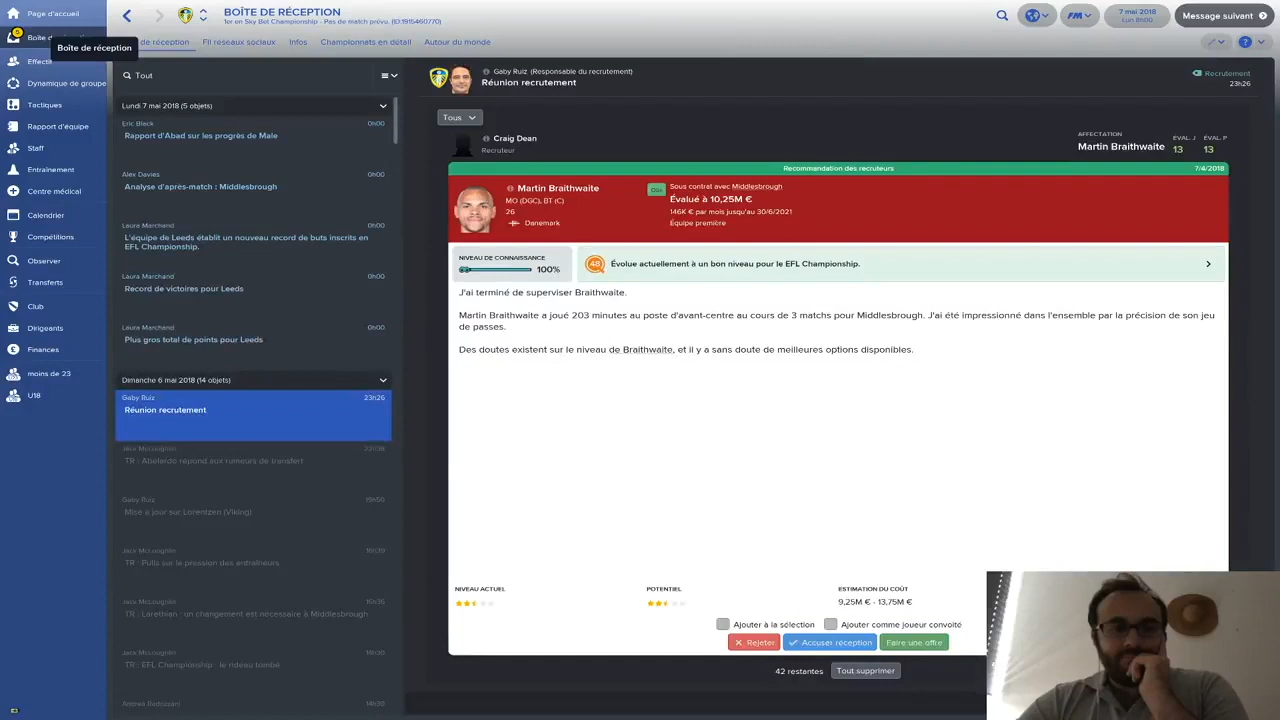 Page d'accueil
5
Boîte de réception
Boîte de réception
Effectif
Dynamique de groupe
Tactiques
Rapport d'équipe
Staff
Entraînement
Centre médical
Calendrier
Compétitions
Observer
Transferts
Club
Dirigeants
Finances
moins de 23
U18
BOÎTE DE RÉCEPTION
1er en Sky Bet Championship - Pas de match prévu. (ID:1915460770)
FM
7 mai 2018
Lun 8h00
Message suivant
de réception
Fil réseaux sociaux
Infos
Championnats en détail
Autour du monde
?
Tout
Lundi 7 mai 2018 (5 objets)
Eric Black 0h00
Rapport d'Abad sur les progrès de Male
Alex Davies 0h00
Analyse d'après-match : Middlesbrough
Laura Marchand 0h00
L'équipe de Leeds établit un nouveau record de buts inscrits en
EFL Championship.
Laura Marchand 0h00
Record de victoires pour Leeds
Laura Marchand 0h00
Plus gros total de points pour Leeds
Dimanche 6 mai 2018 (14 objets)
Gaby Ruiz 23h26
Réunion recrutement
Jack McLoughlin
TR : Abelardo répond aux rumeurs de transfert
Gaby Ruiz 19h50
Mise à jour sur Lorentzen (Viking)
Jack McLoughlin
TR : Pulis sur la pression des entraîneurs
Jack McLoughlin 16h36
TR : Larethian : un changement est nécessaire à Middlesbrough
Jack McLoughlin
TR : EFL Championship : le rideau tombe
14h30
Gaby Ruiz (Responsable du recrutement)
Réunion recrutement
Recrutement
23h26
Tous
Craig Dean
Recruteur
AFFECTATION
Martin Braithwaite
ÉVAL. J
13
ÉVAL. P
13
Recommandation des recruteurs
7/4/2018
Martin Braithwaite
MO (DGC), BT (C)
26
Danemark
Sous contrat avec Middlesbrough
Évalué à 10,25M €
146K € par mois jusqu'au 30/6/2021
Équipe première
NIVEAU DE CONNAISSANCE
100%
48
Évolue actuellement à un bon niveau pour le EFL Championship.
J'ai terminé de superviser Braithwaite.
Martin Braithwaite a joué 203 minutes au poste d'avant-centre au cours de 3 matchs pour Middlesbrough. J'ai été impressionné dans l'ensemble par la précision de son jeu
de passes.
Des doutes existent sur le niveau de Braithwaite, et il y a sans doute de meilleures options disponibles.
NIVEAU ACTUEL
POTENTIEL
ESTIMATION DU COÛT
9,25M € - 13,75M €
Ajouter à la sélection
Ajouter comme joueur convoité
Rejeter
Accuser réception
Faire une offre
42 restantes
Tout supprimer